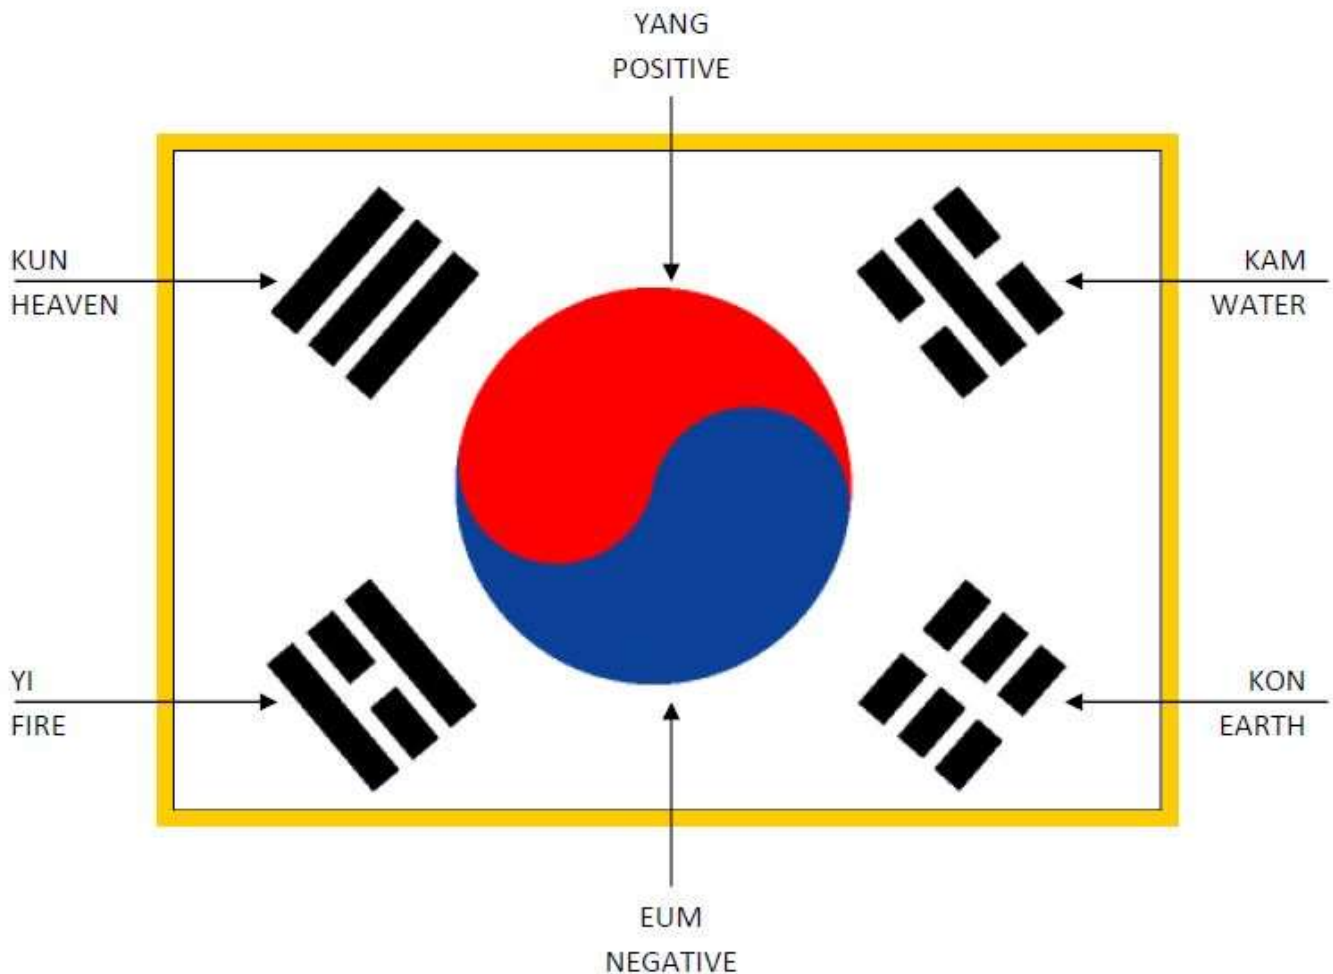 YANG
POSITIVE
KUN
HEAVEN
KAM
WATER
YI
FIRE
KON
EARTH
EUM
NEGATIVE